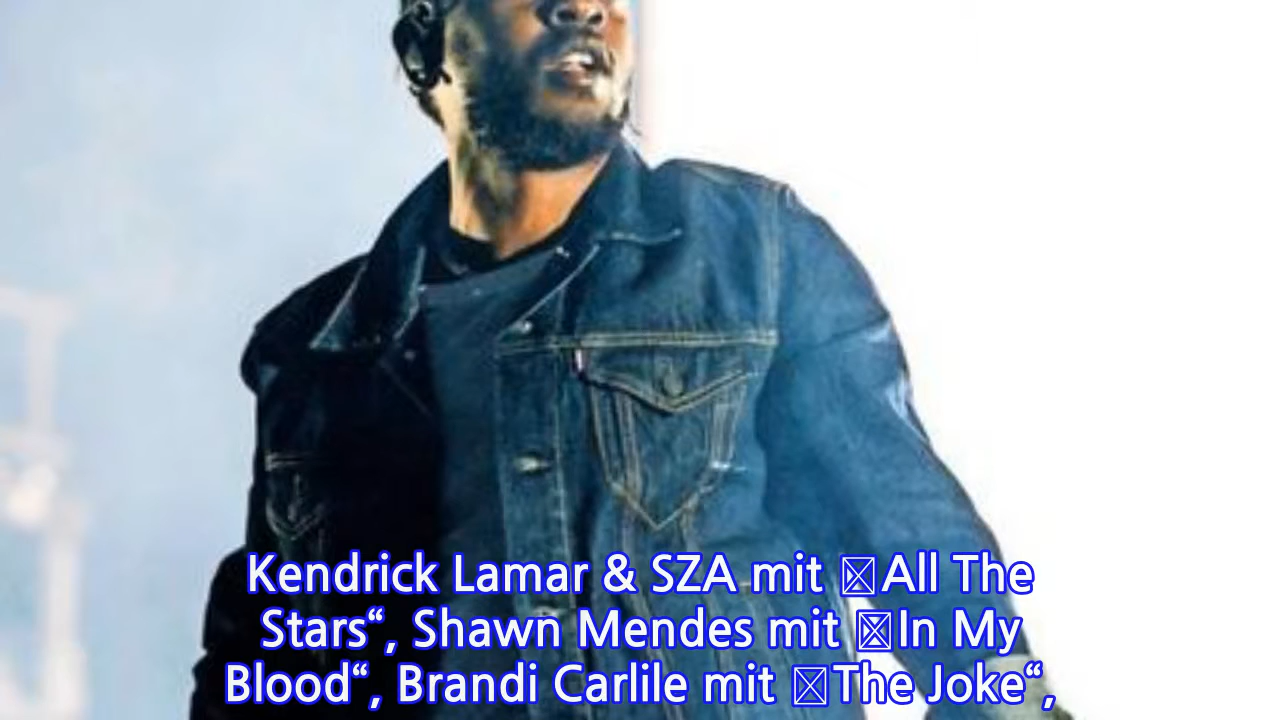 Kendrick Lamar & SZA mit ☒All The
Stars“, Shawn Mendes mit ☒In My
Blood“, Brandi Carlile mit ☒The Joke“,